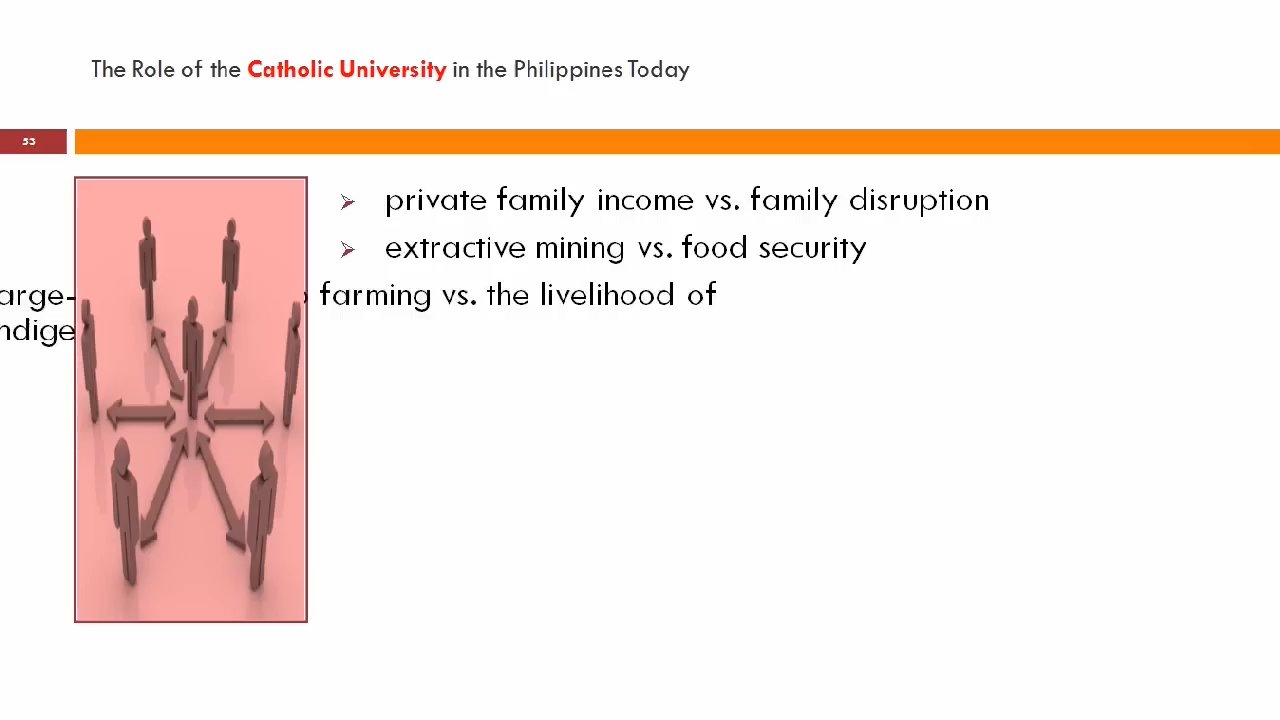 The Role of the Catholic University in the Philippines Today
53
private family income vs. family disruption
extractive mining vs. food security
arge- farming vs. the livelihood of
ndige